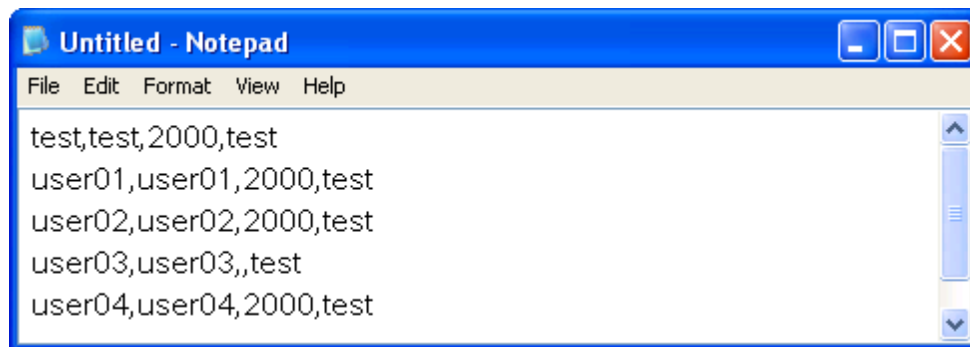 Untitled - Notepad
File Edit Format View Help
test,test,2000,test
user01,user01,2000,test
user02,user02,2000,test
user03,user03,,test
user04,user04,2000,test